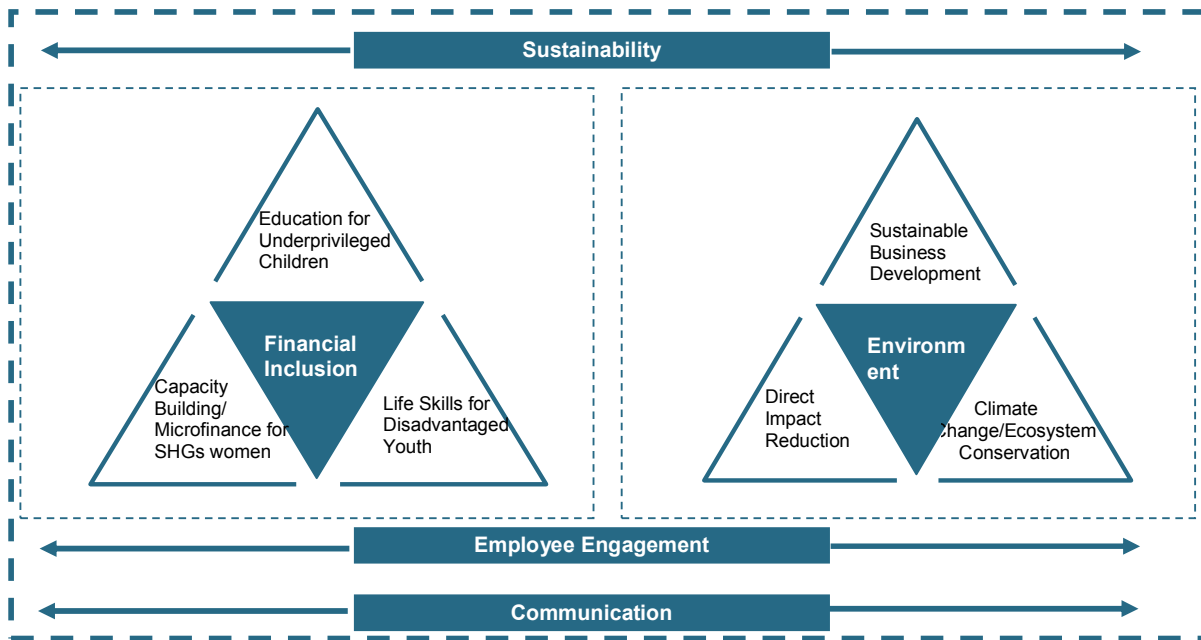 Sustainability
Education for
Underprivileged
Children
Financial
Inclusion
Capacity
Building/
Microfinance for
SHGs women
Life Skills for
Disadvantaged
Youth
Sustainable
Business
Development
Environm
ent
Direct
Impact
Reduction
Climate
Change/Ecosystem
Conservation
Employee Engagement
Communication